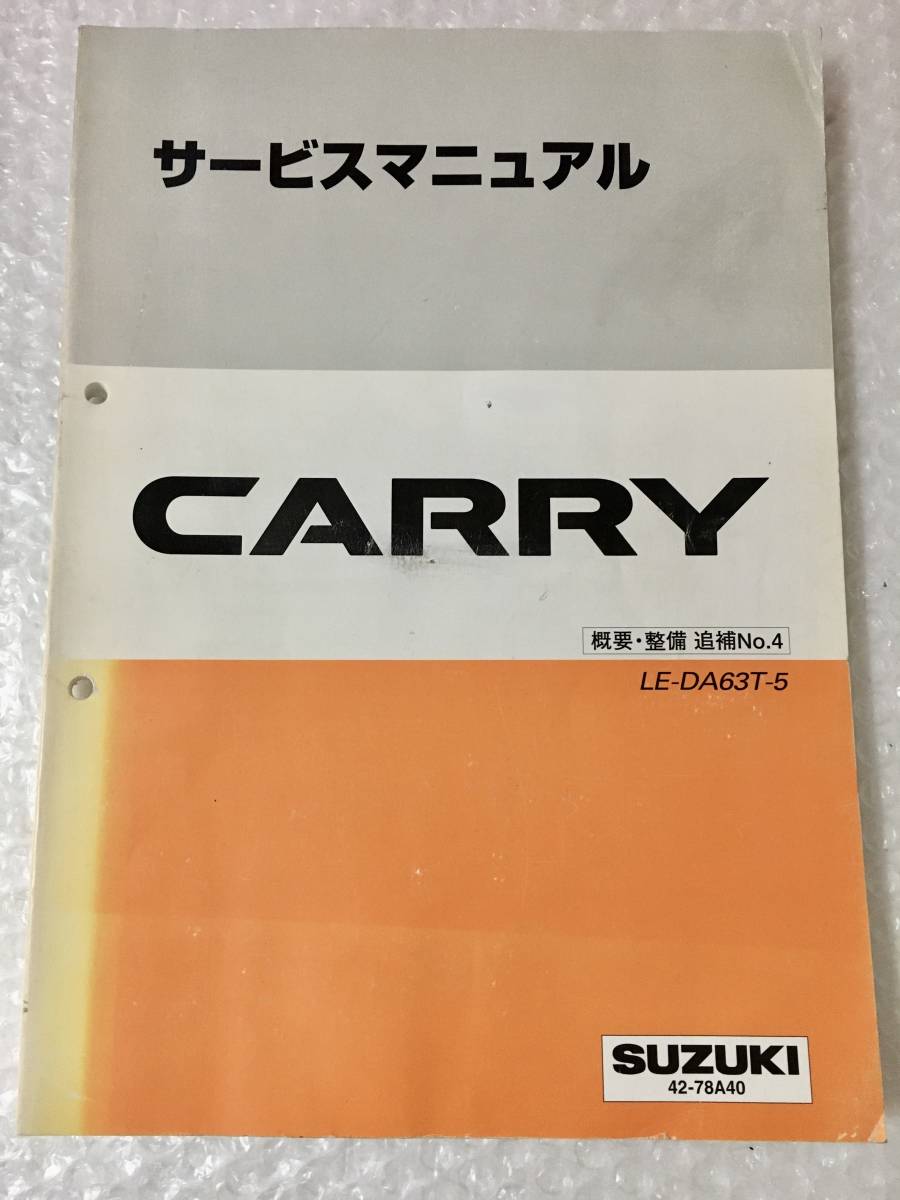 サービスマニュアル
CARRY
概要・整備 追補No.4
LE-DA63T-5
SUZUKI
42-78A40